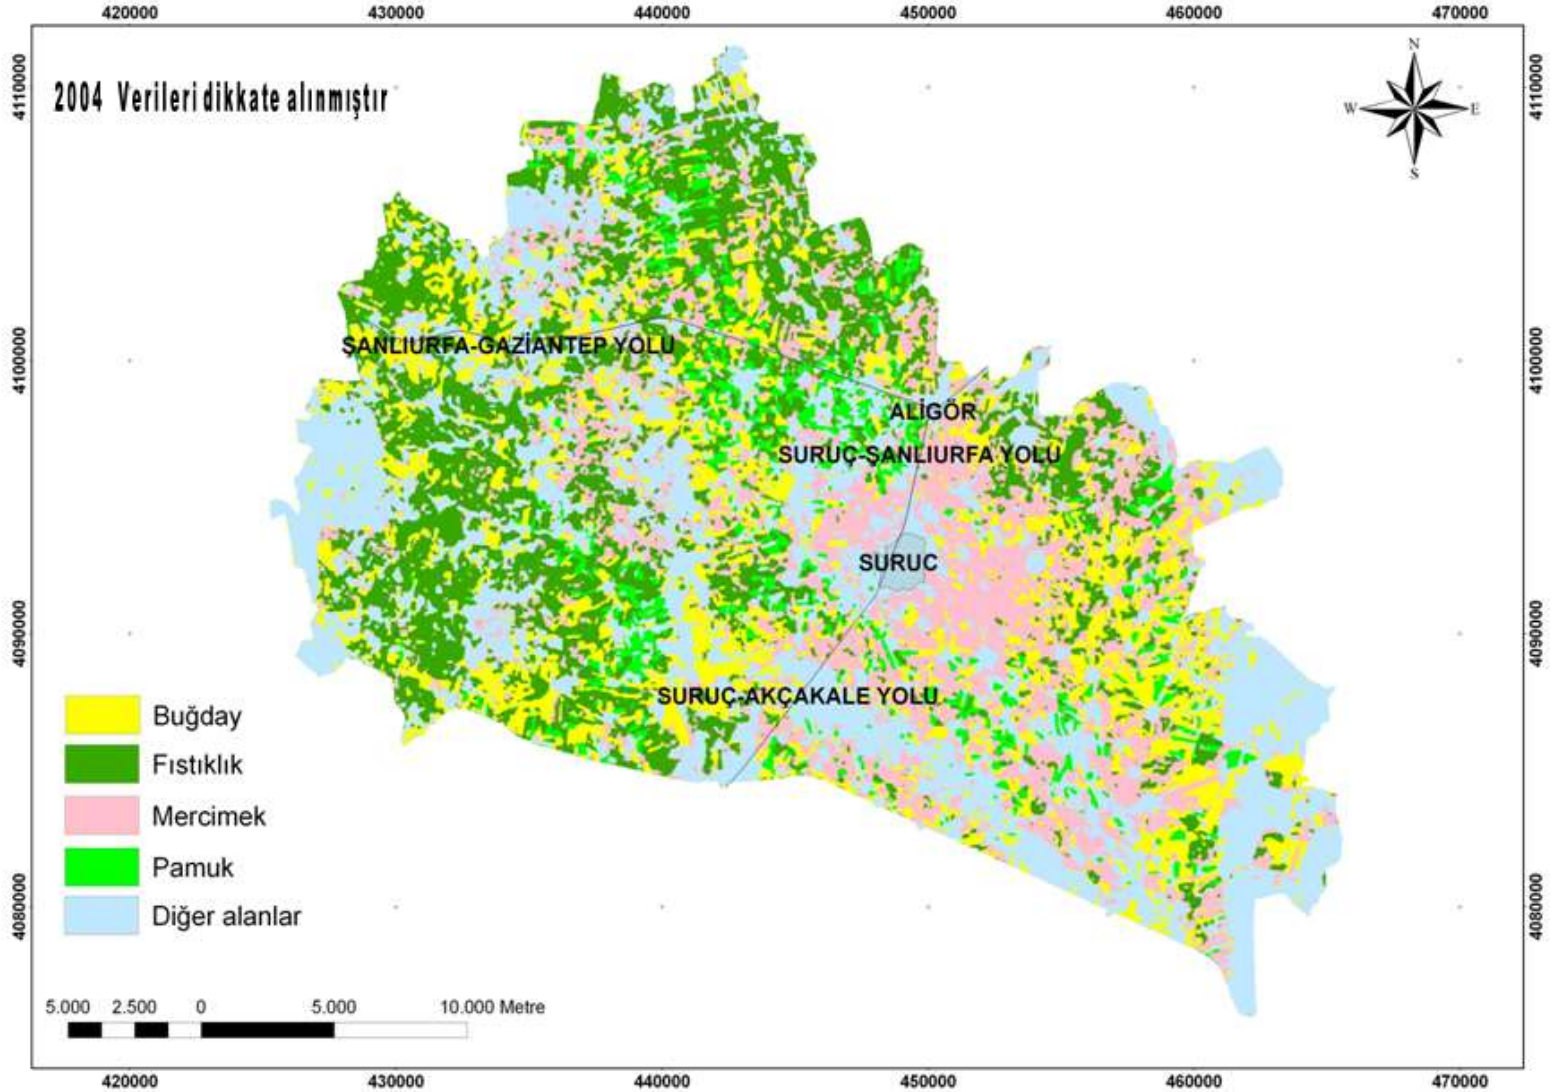 420000 430000 440000 450000 460000 470000
2004 Verileri dikkate alınmıştır
N
W E
S
4110000 4110000
ŞANLIURFA-GAZİANTEP YOLU
4100000 4100000
ALİGÖR
SURUÇ-ŞANLIURFA YOLU
SURUC
4090000 4090000
SURUÇ-AKÇAKALE YOLU
Buğday
Fıstıklık
Mercimek
Pamuk
Diğer alanlar
4080000 4080000
5.000 2.500 0 5.000 10.000 Metre
420000 430000 440000 450000 460000 470000